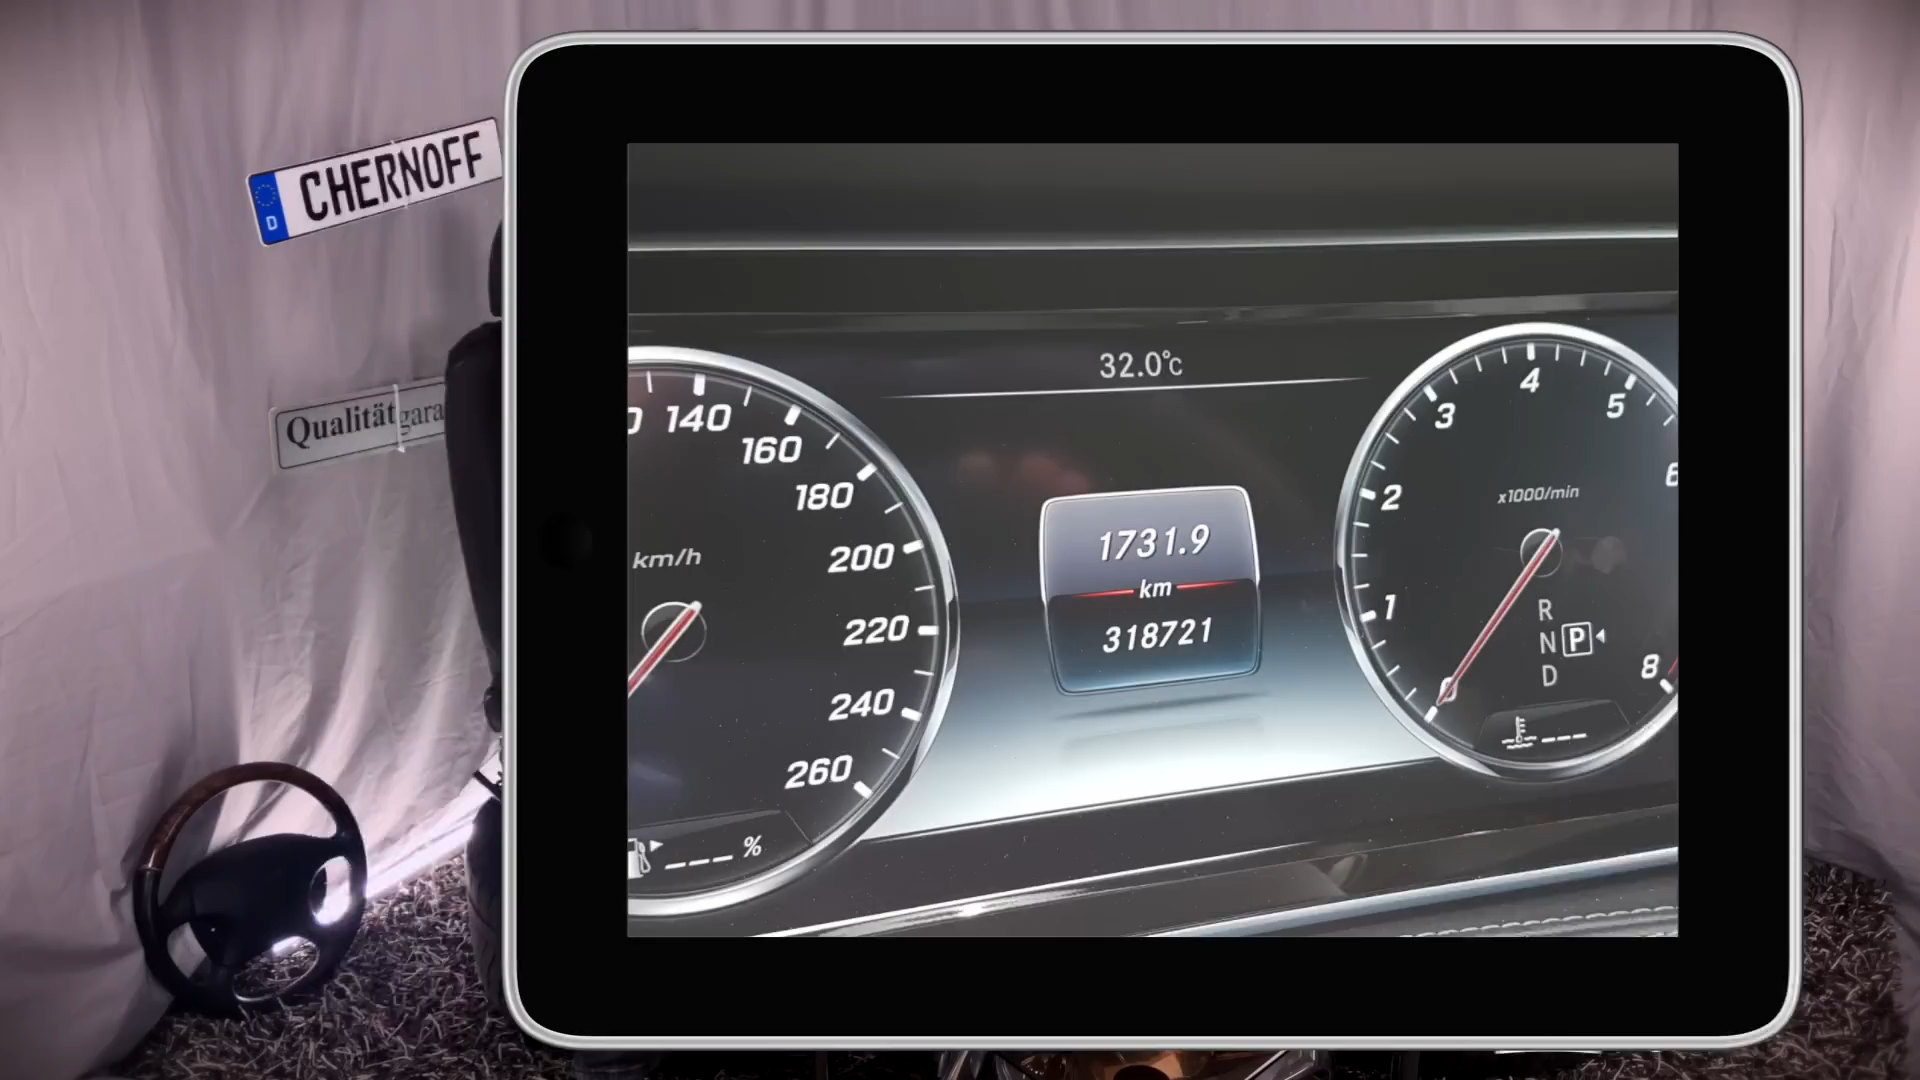 CHERNOFF
D
Qualitätgara
32.0°C
140
160
180
200
220
240
260
km/h
%
1731.9
km
318721
1
2
3
4
5
6
8
x1000/min
R
N P
D